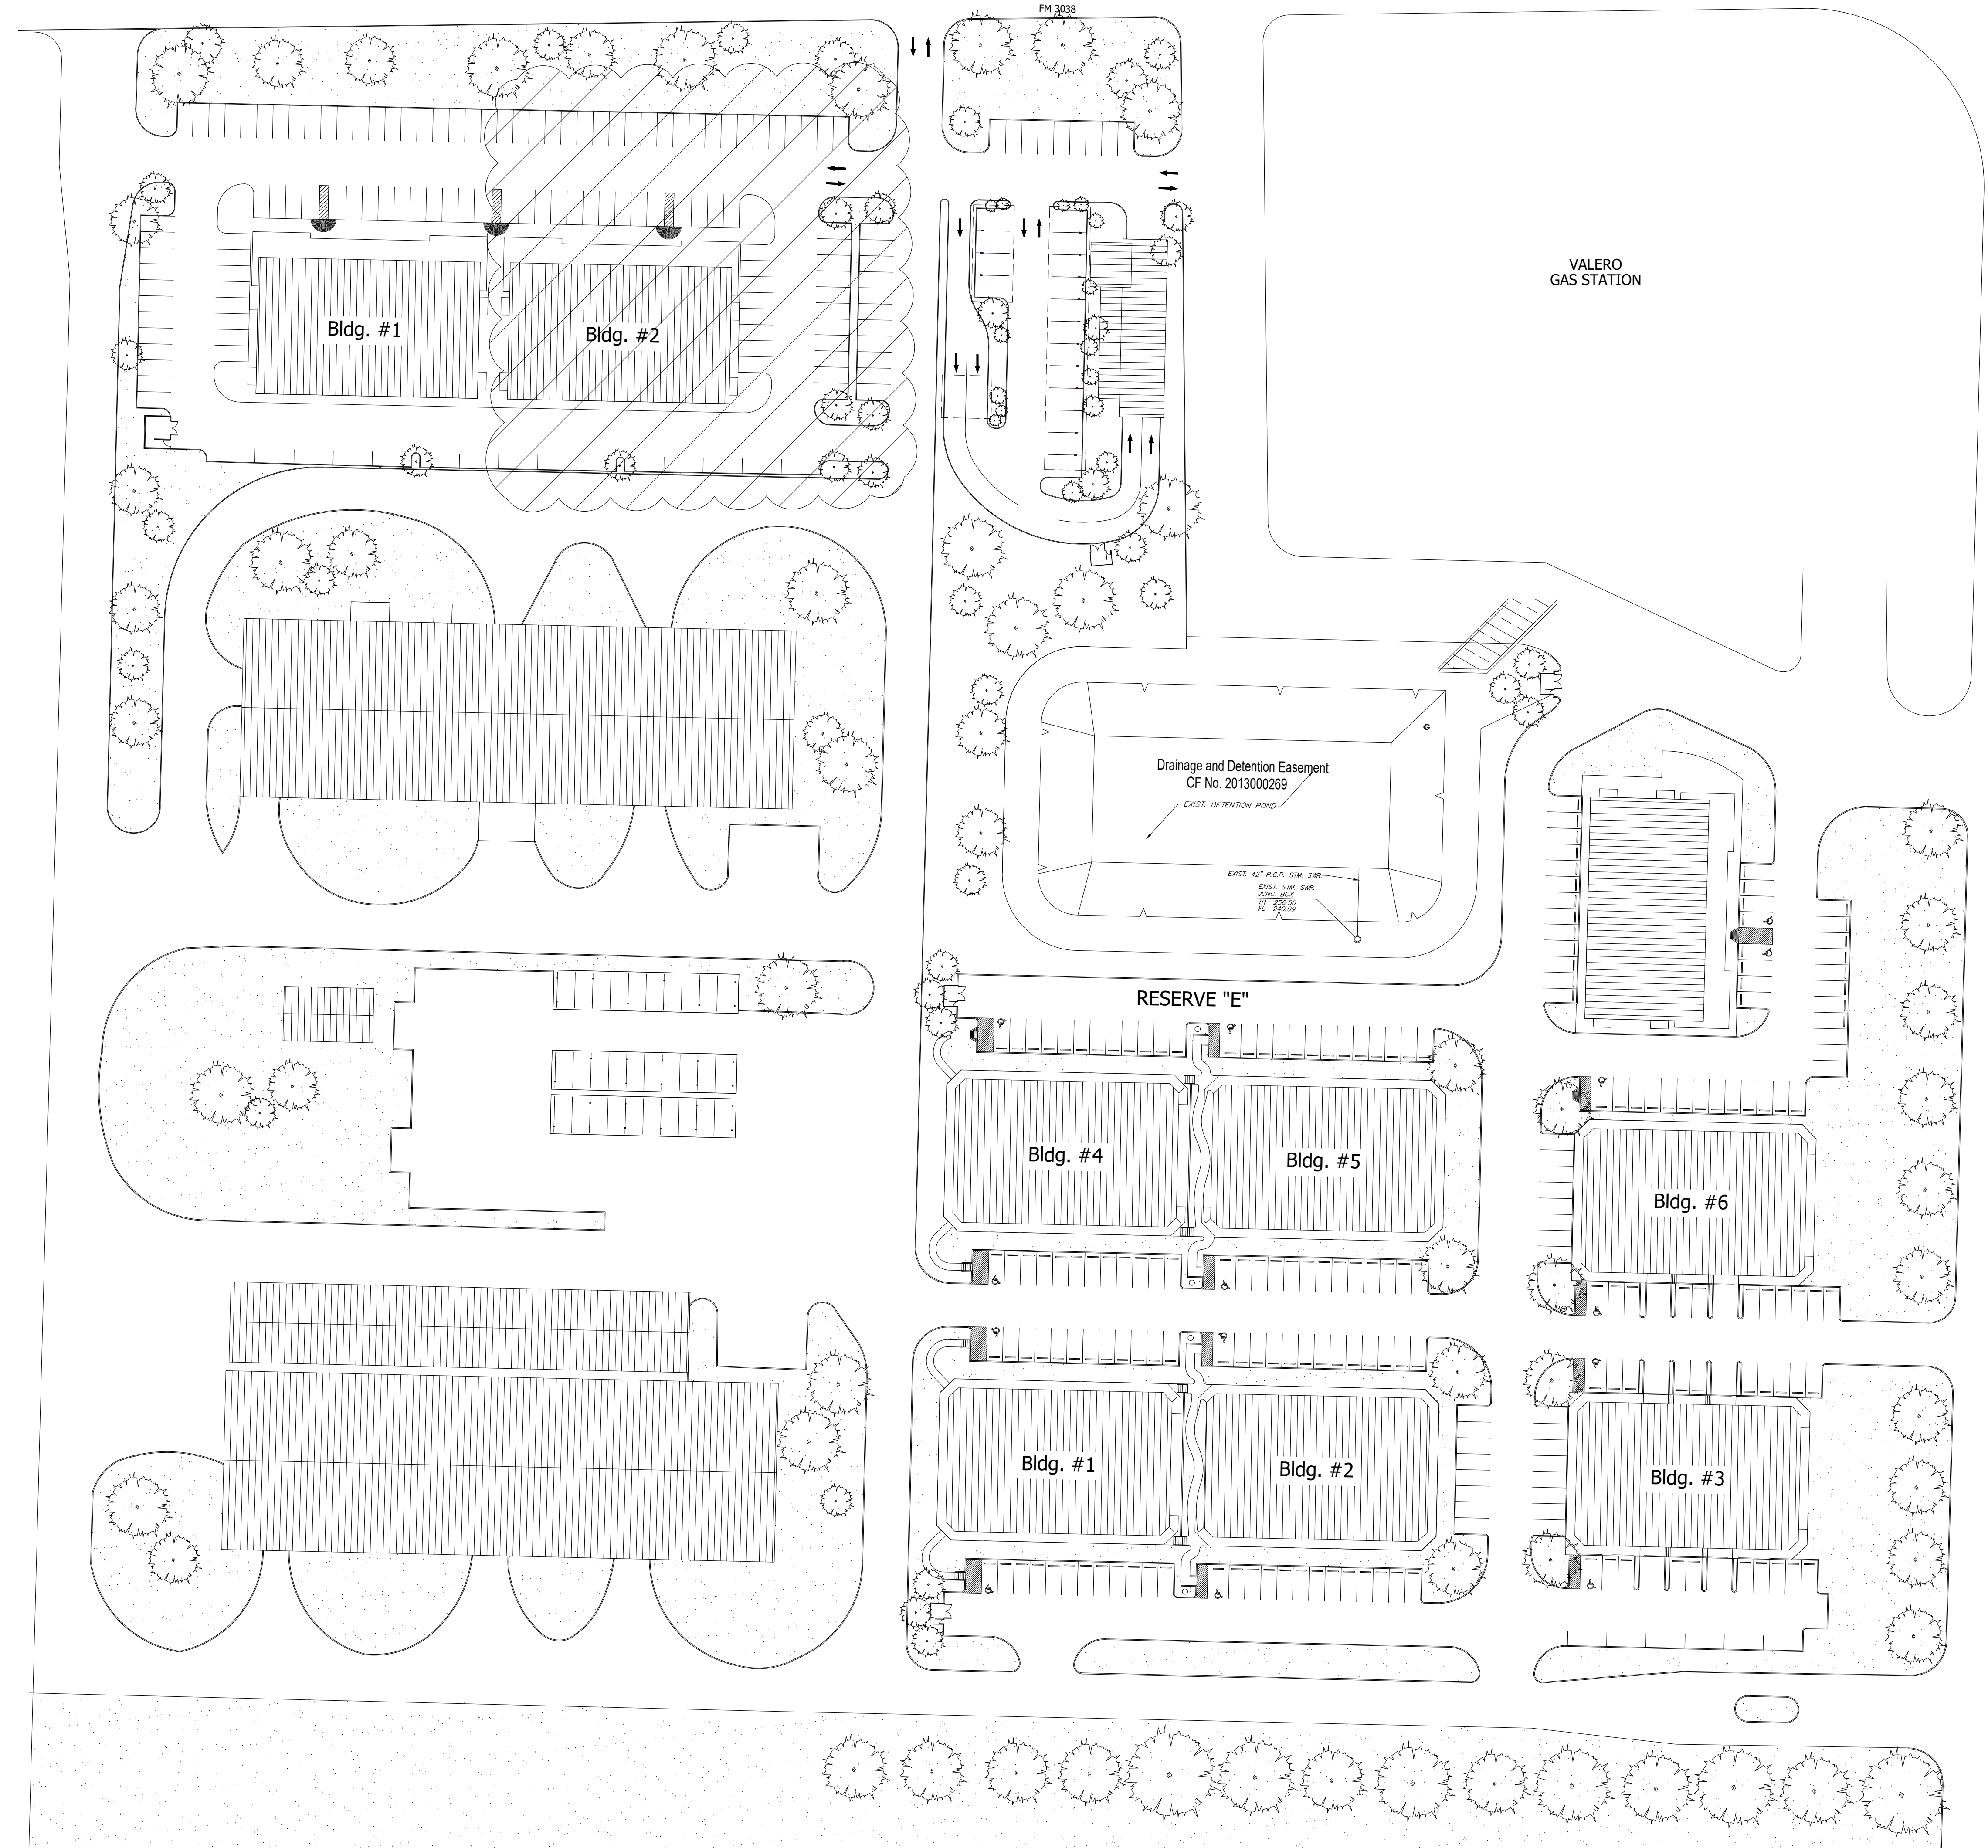 FM 3038
VALERO
GAS STATION
Bldg. #1
Bldg. #2
Drainage and Detention Easement
CF No. 2013000269
EXIST. DETENTION POND
EXIST. 42" R.C.P. STM. SWR.
EXIST. STM. SWR.
JUNC. BOX
TR 256.50
FL 240.09
RESERVE "E"
Bldg. #4
Bldg. #5
Bldg. #6
Bldg. #1
Bldg. #2
Bldg. #3